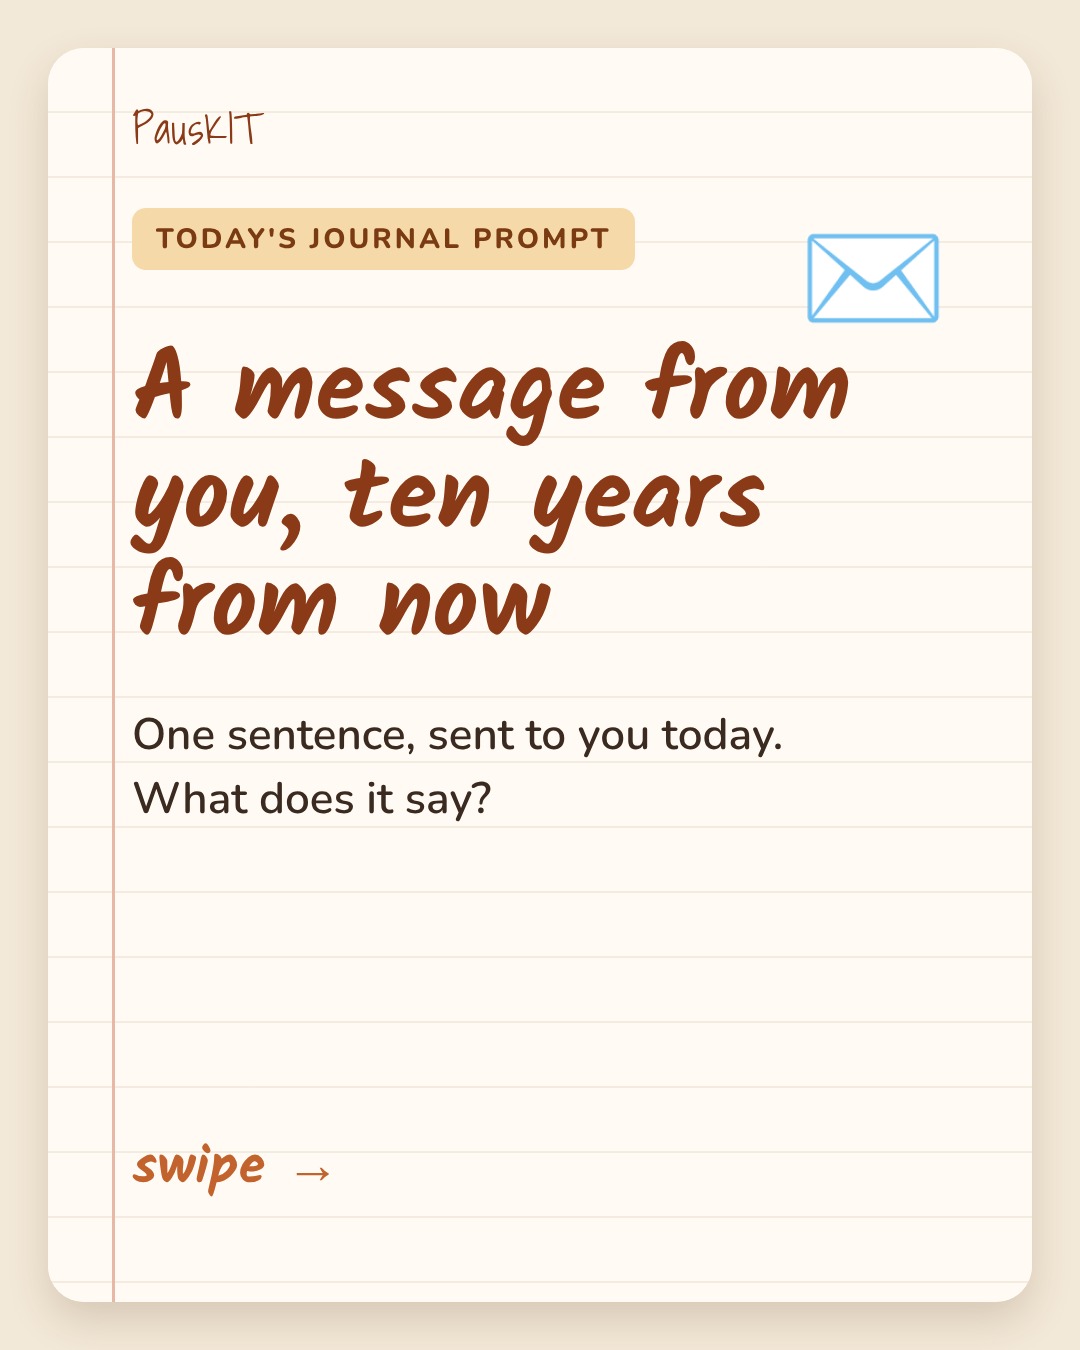 PausKIT
TODAY'S JOURNAL PROMPT
A message from
you, ten years
from now
One sentence, sent to you today.
What does it say?
swipe →